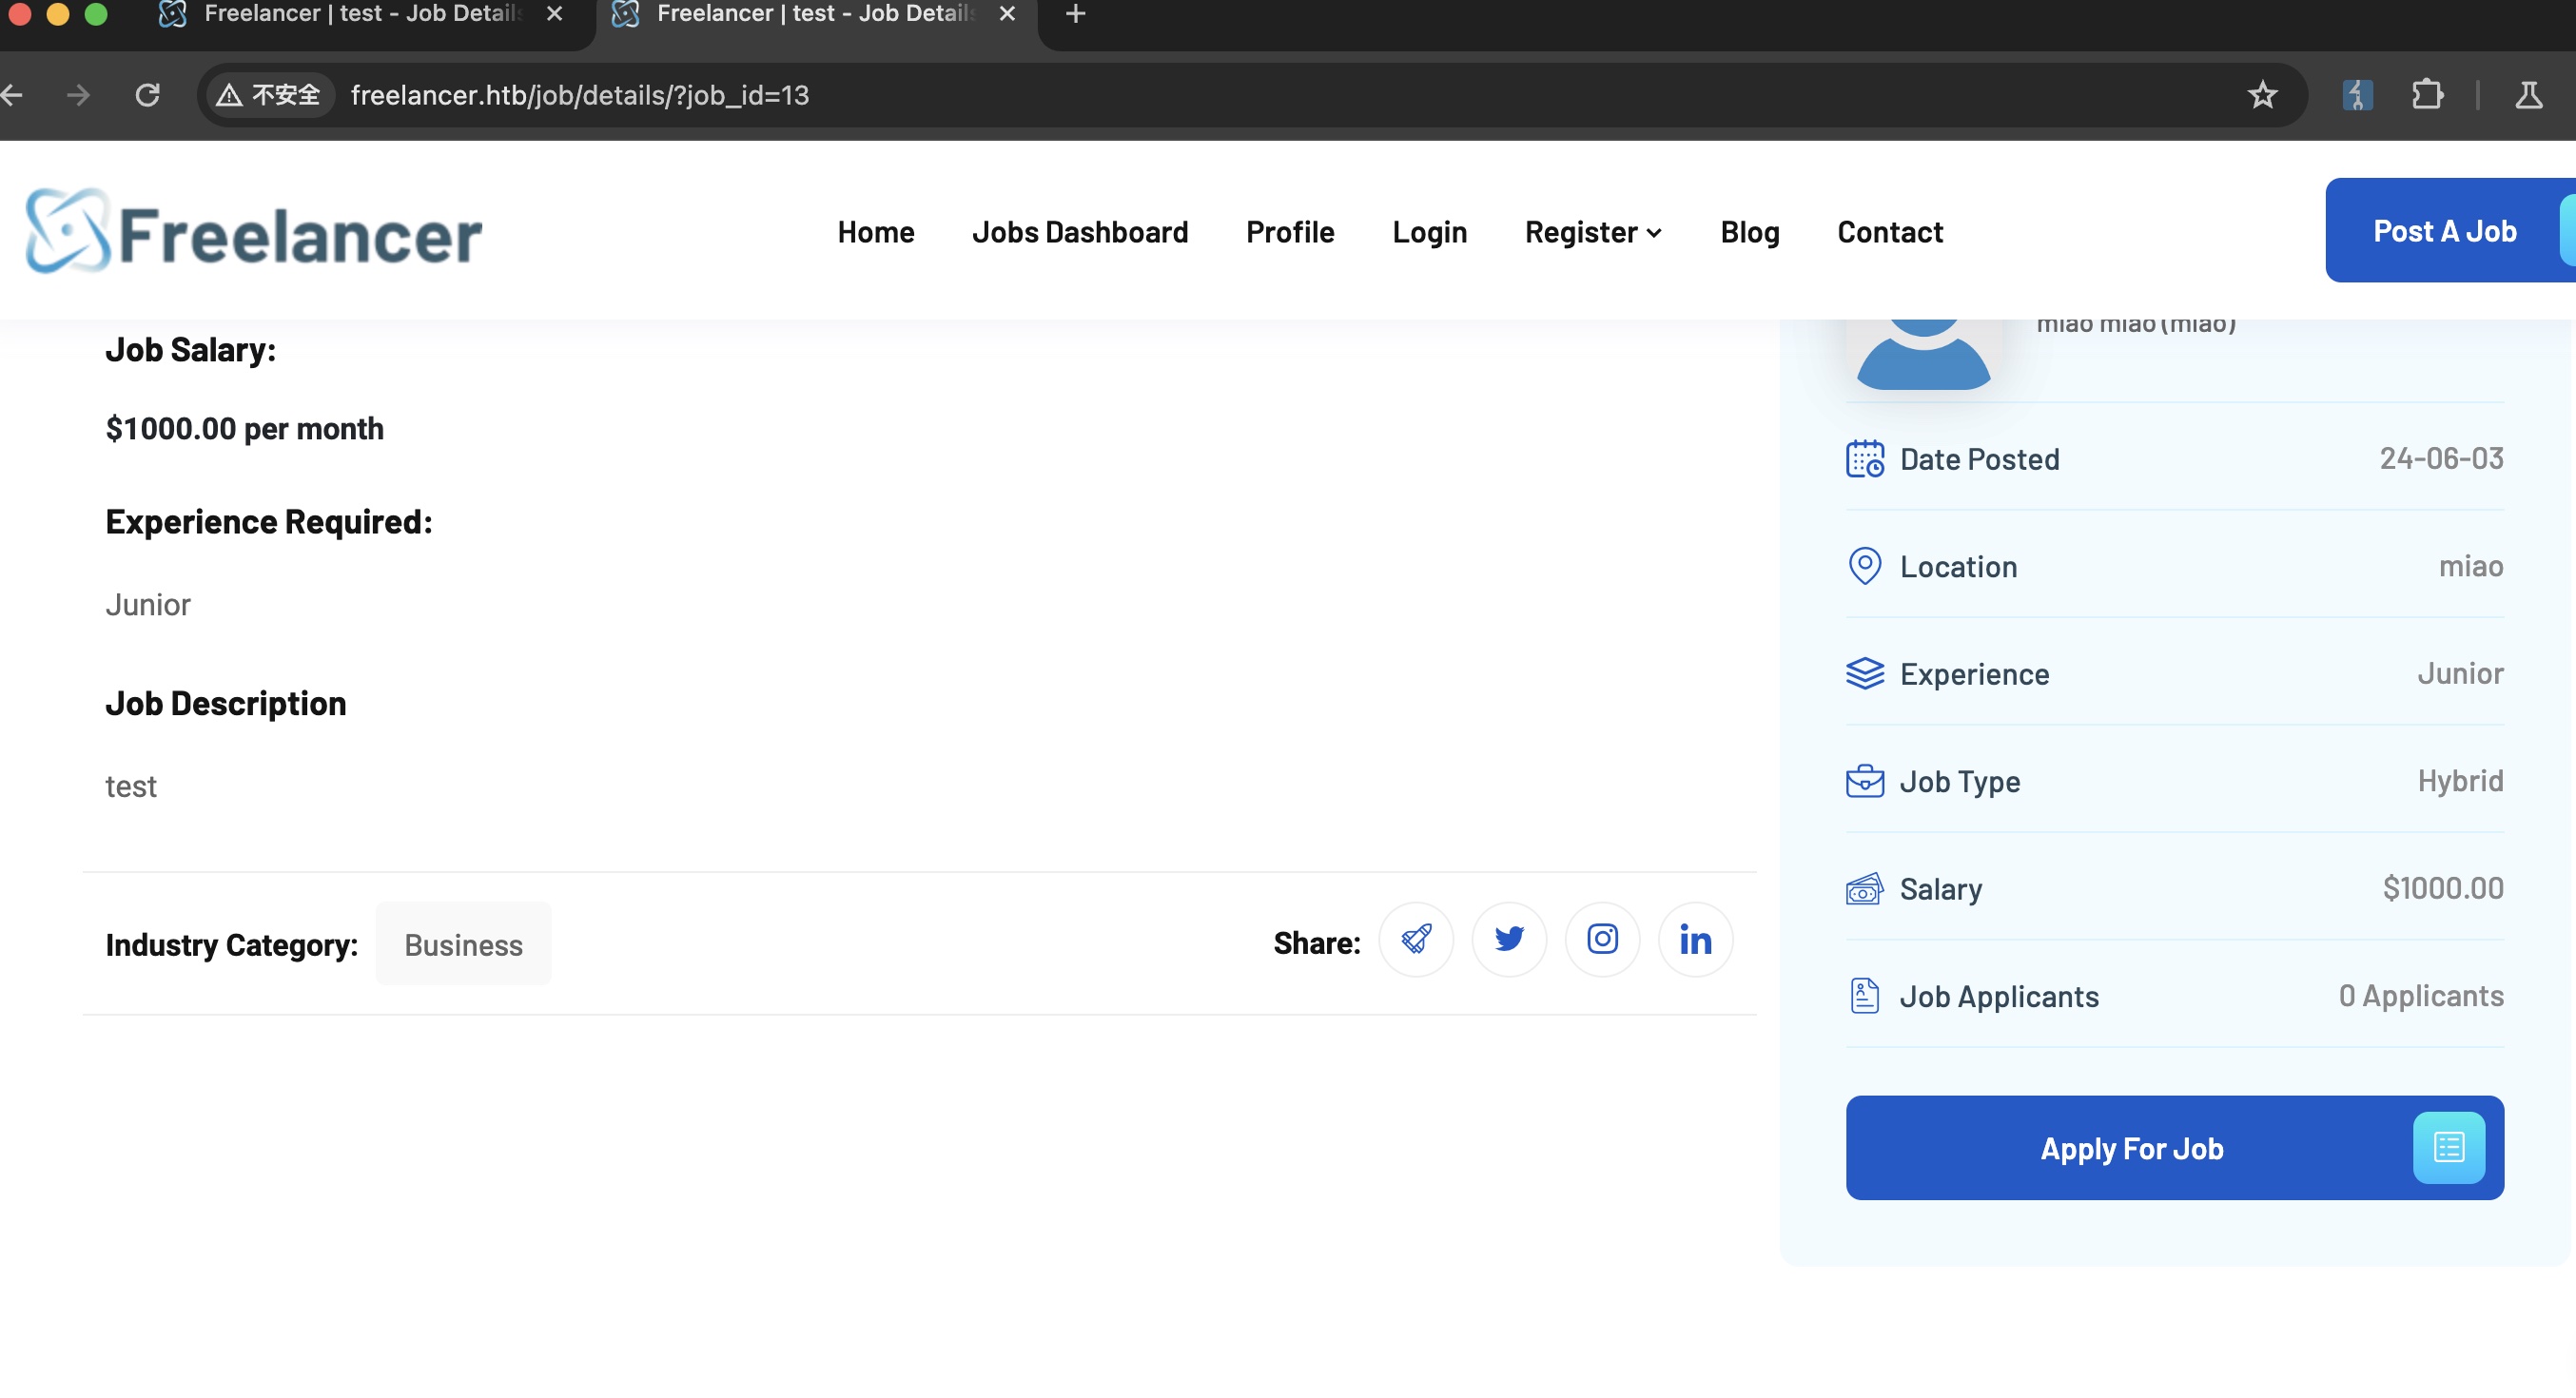 Freelancer | test - Job Details
Freelancer | test - Job Details
不安全 freelancer.htb/job/details/?job_id=13
Freelancer
Home Jobs Dashboard Profile Login Register Blog Contact
Post A Job
miao miao (miao)
Job Salary:
$1000.00 per month
Experience Required:
Junior
Job Description
test
Industry Category: Business
Share:
Date Posted 24-06-03
Location miao
Experience Junior
Job Type Hybrid
Salary $1000.00
Job Applicants 0 Applicants
Apply For Job